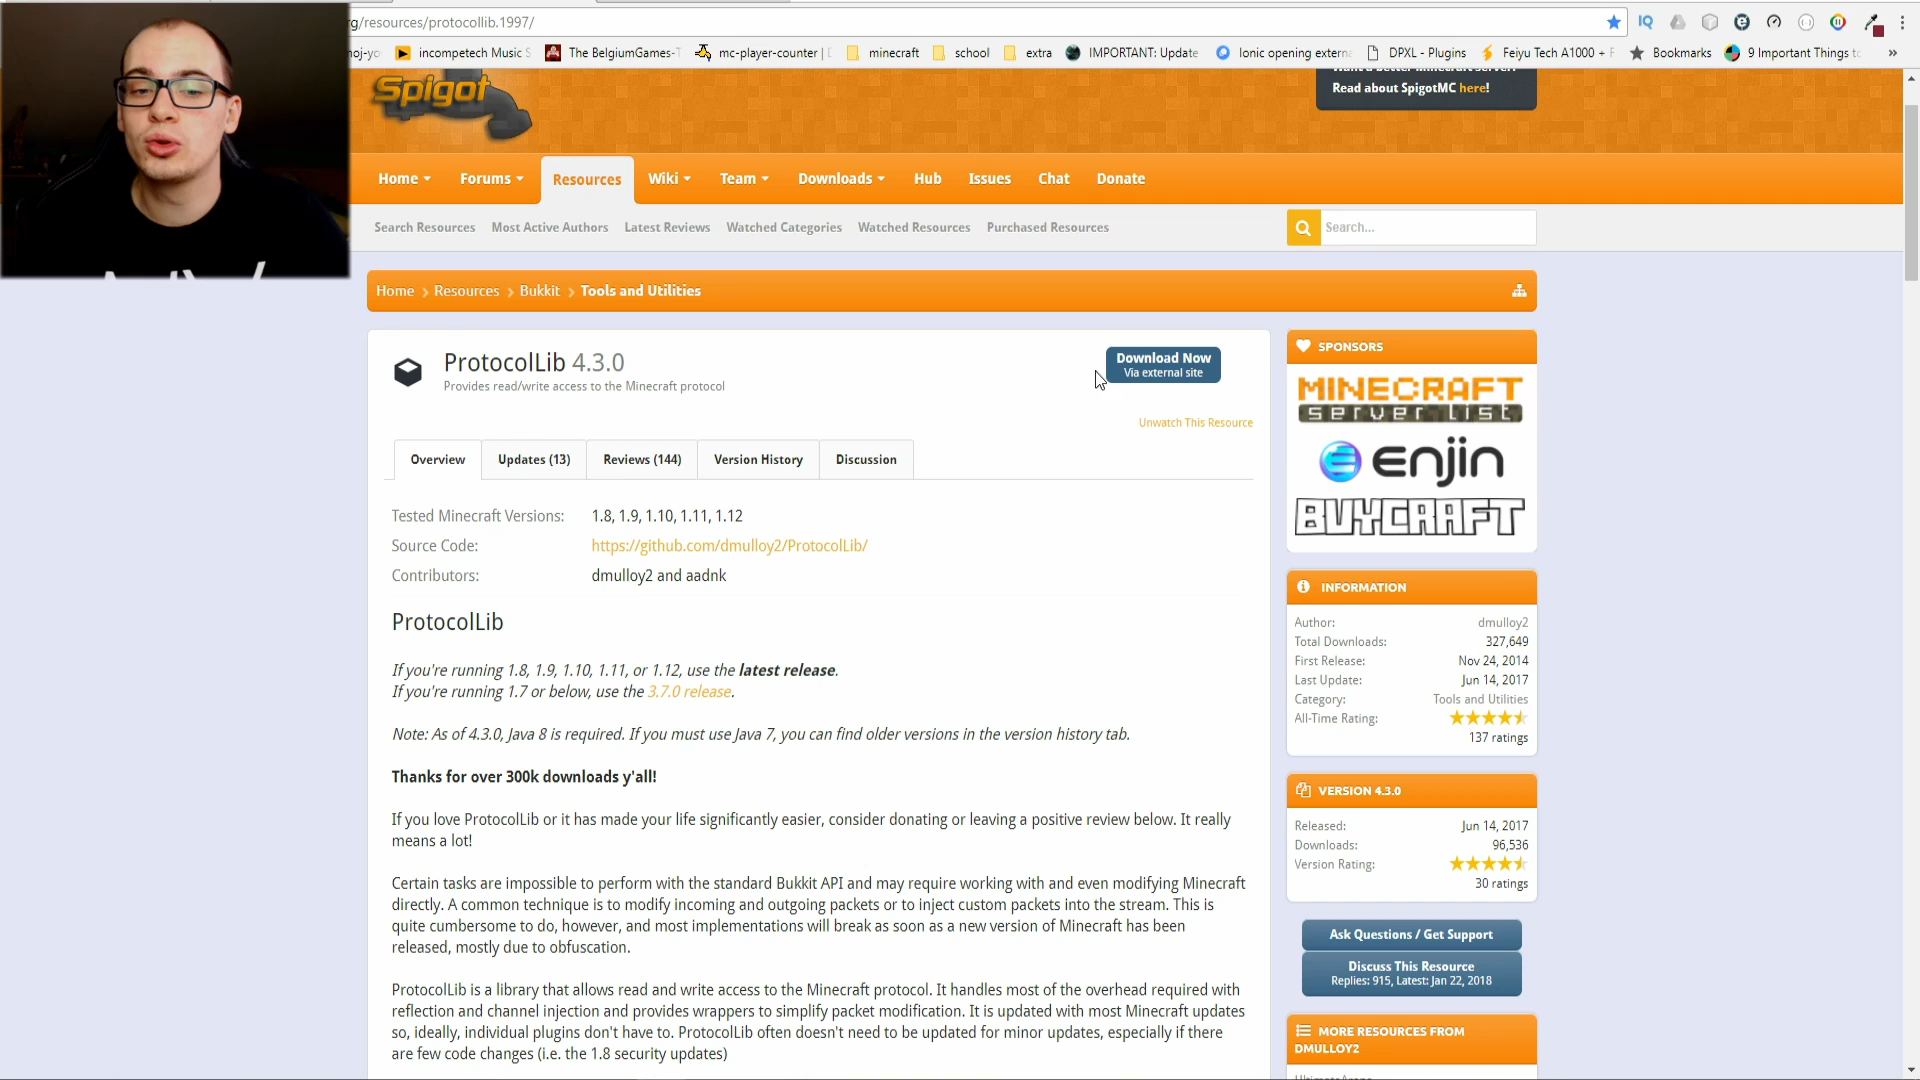 g/resources/protocollib.1997/
noj-yo
incompetech Music S
The BelgiumGames-T
mc-player-counter | D
minecraft
school
extra
IMPORTANT: Update
Ionic opening extern
DPXL - Plugins
Feiyu Tech A1000 + F
Bookmarks
9 Important Things to
»
Spigot
Read about SpigotMC here!
Home
Forums
Resources
Wiki
Team
Downloads
Hub
Issues
Chat
Donate
Search Resources
Most Active Authors
Latest Reviews
Watched Categories
Watched Resources
Purchased Resources
Search...
Home
Resources
Bukkit
Tools and Utilities
ProtocolLib 4.3.0
Provides read/write access to the Minecraft protocol
Download Now
Via external site
Unwatch This Resource
Overview
Updates (13)
Reviews (144)
Version History
Discussion
Tested Minecraft Versions: 1.8, 1.9, 1.10, 1.11, 1.12
Source Code: https://github.com/dmulloy2/ProtocolLib/
Contributors: dmulloy2 and aadnk
ProtocolLib
If you're running 1.8, 1.9, 1.10, 1.11, or 1.12, use the latest release.
If you're running 1.7 or below, use the 3.7.0 release.
Note: As of 4.3.0, Java 8 is required. If you must use Java 7, you can find older versions in the version history tab.
Thanks for over 300k downloads y'all!
If you love ProtocolLib or it has made your life significantly easier, consider donating or leaving a positive review below. It really
means a lot!
Certain tasks are impossible to perform with the standard Bukkit API and may require working with and even modifying Minecraft
directly. A common technique is to modify incoming and outgoing packets or to inject custom packets into the stream. This is
quite cumbersome to do, however, and most implementations will break as soon as a new version of Minecraft has been
released, mostly due to obfuscation.
ProtocolLib is a library that allows read and write access to the Minecraft protocol. It handles most of the overhead required with
reflection and channel injection and provides wrappers to simplify packet modification. It is updated with most Minecraft updates
so, ideally, individual plugins don't have to. ProtocolLib often doesn't need to be updated for minor updates, especially if there
are few code changes (i.e. the 1.8 security updates)
SPONSORS
MINECRAFT
server list
enjin
BUYCRAFT
INFORMATION
Author: dmulloy2
Total Downloads: 327,649
First Release: Nov 24, 2014
Last Update: Jun 14, 2017
Category: Tools and Utilities
All-Time Rating:
137 ratings
VERSION 4.3.0
Released: Jun 14, 2017
Downloads: 96,536
Version Rating:
30 ratings
Ask Questions / Get Support
Discuss This Resource
Replies: 915, Latest: Jan 22, 2018
MORE RESOURCES FROM
DMULLOY2